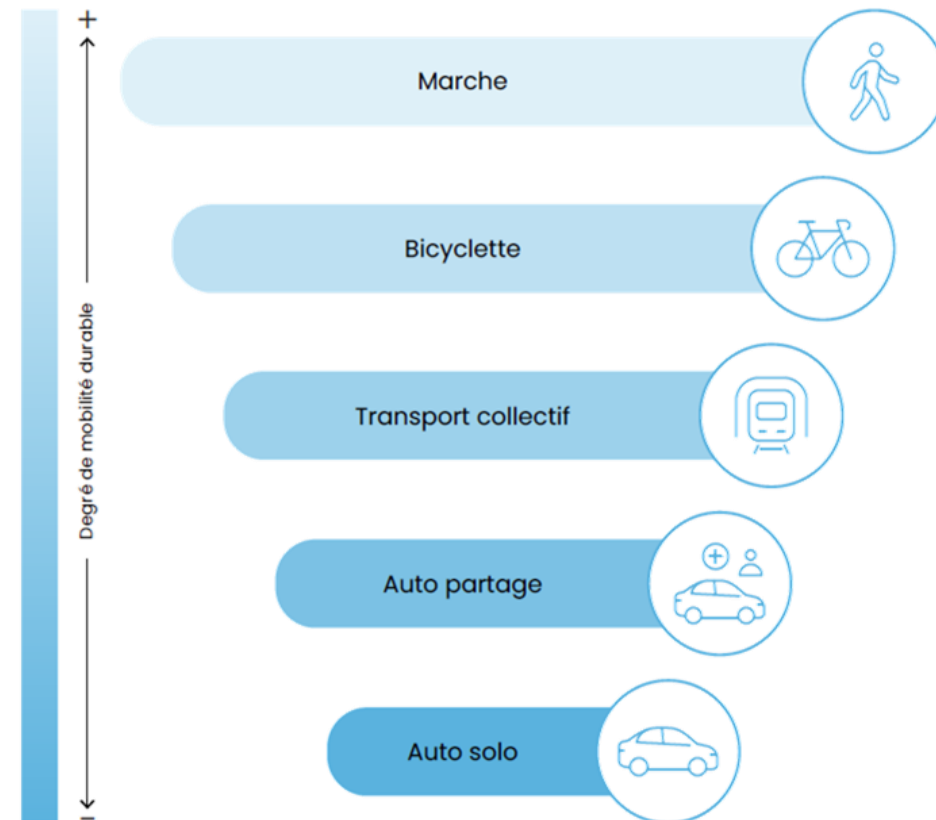 +
Marche
Bicyclette
Degré de mobilité durable
Transport collectif
Auto partage
Auto solo
-